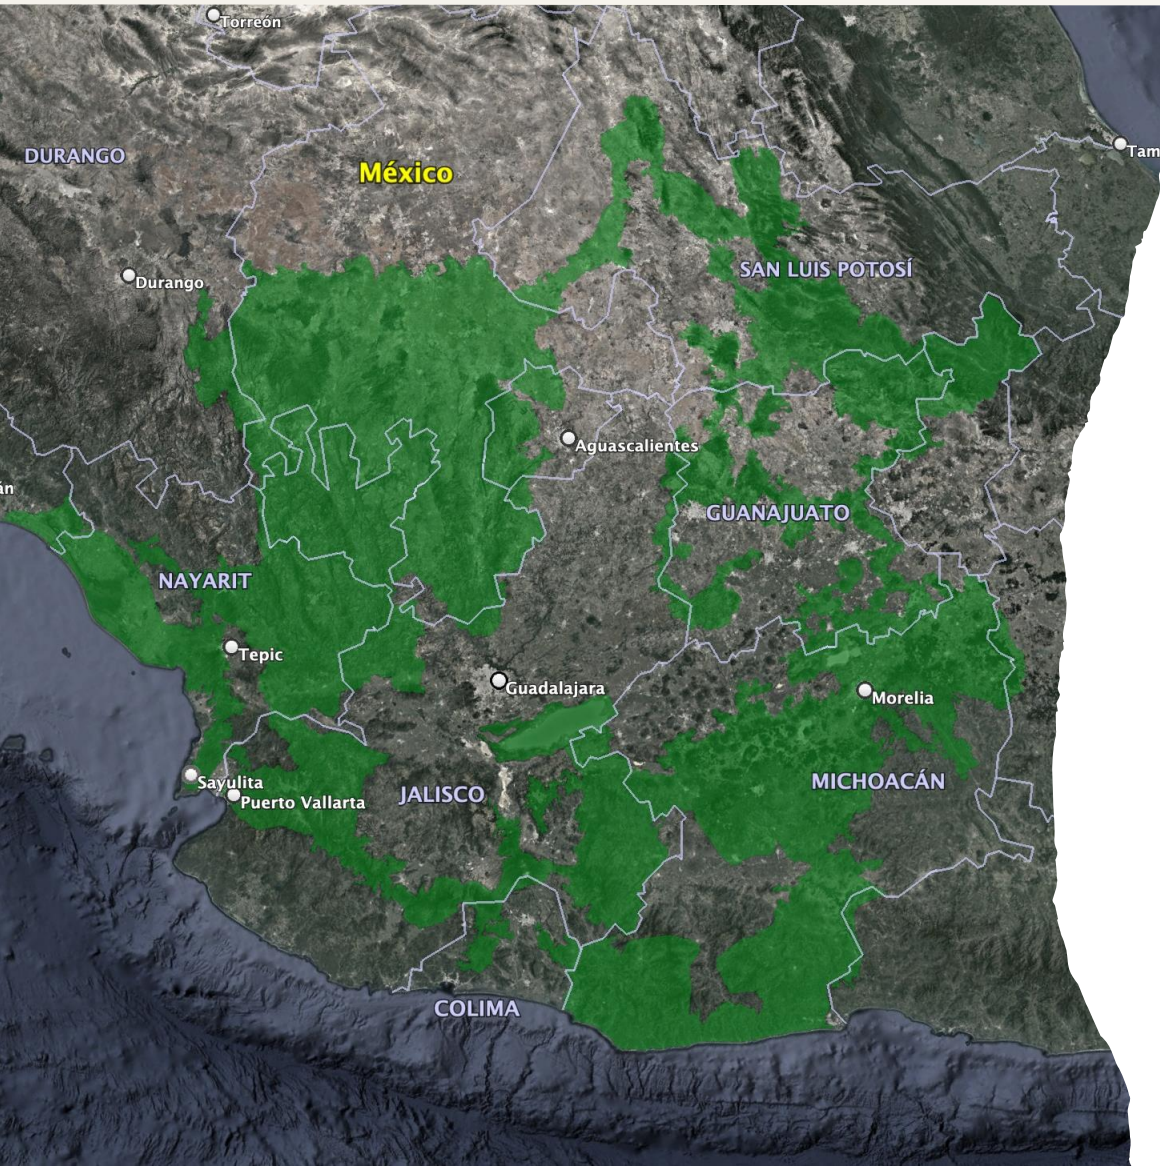 Torreón
Tam
DURANGO
México
SAN LUIS POTOSÍ
Durango
Aguascalientes
án
GUANAJUATO
NAYARIT
Tepic
Guadalajara
Morelia
Sayulita
Puerto Vallarta
JALISCO
MICHOACÁN
COLIMA